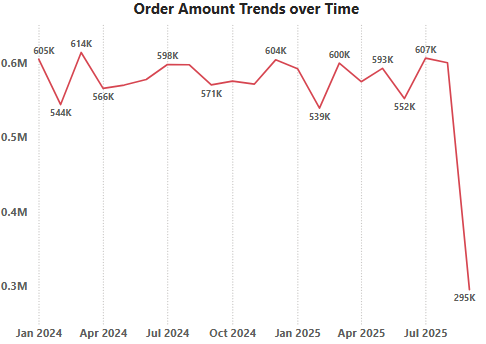 Order Amount Trends over Time
0.6M
0.5M
0.4M
0.3M
605K
544K
614K
566K
598K
571K
604K
539K
600K
593K
552K
607K
295K
Jan 2024 Apr 2024 Jul 2024 Oct 2024 Jan 2025 Apr 2025 Jul 2025